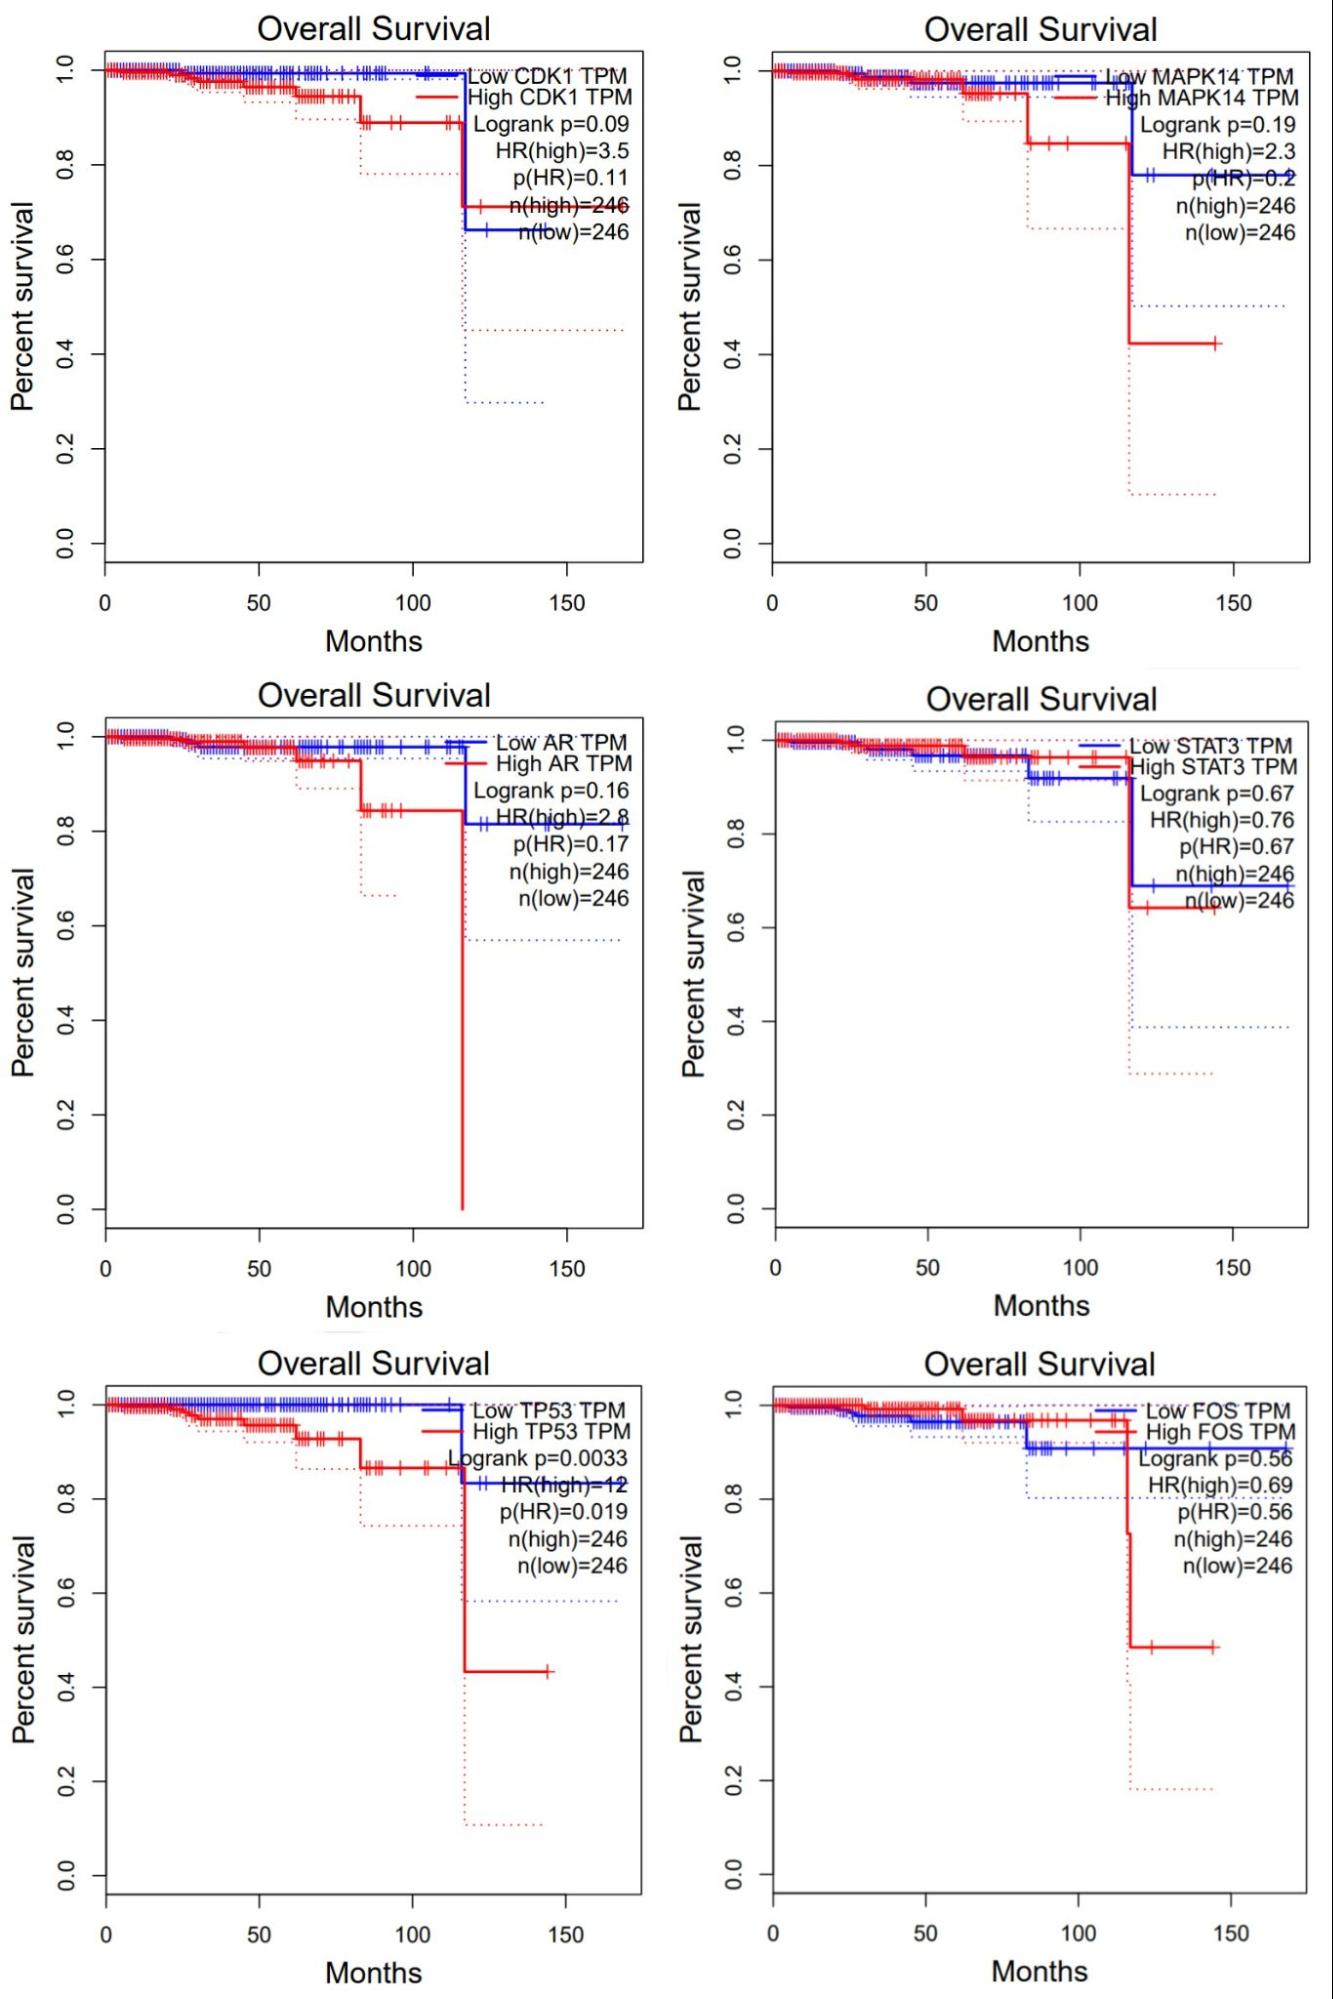 Overall Survival
Low CDK1 TPM
High CDK1 TPM
Logrank p=0.09
HR(high)=3.5
p(HR)=0.11
n(high)=246
n(low)=246
Percent survival
1.0
0.8
0.6
0.4
0.2
0.0
0 50 100 150
Months
Overall Survival
Low MAPK14 TPM
High MAPK14 TPM
Logrank p=0.19
HR(high)=2.3
p(HR)=0.2
n(high)=246
n(low)=246
Percent survival
1.0
0.8
0.6
0.4
0.2
0.0
0 50 100 150
Months
Overall Survival
Low AR TPM
High AR TPM
Logrank p=0.16
HR(high)=2.8
p(HR)=0.17
n(high)=246
n(low)=246
Percent survival
1.0
0.8
0.6
0.4
0.2
0.0
0 50 100 150
Months
Overall Survival
Low STAT3 TPM
High STAT3 TPM
Logrank p=0.67
HR(high)=0.76
p(HR)=0.67
n(high)=246
n(low)=246
Percent survival
1.0
0.8
0.6
0.4
0.2
0.0
0 50 100 150
Months
Overall Survival
Low TP53 TPM
High TP53 TPM
Logrank p=0.0033
HR(high)=12
p(HR)=0.019
n(high)=246
n(low)=246
Percent survival
1.0
0.8
0.6
0.4
0.2
0.0
0 50 100 150
Months
Overall Survival
Low FOS TPM
High FOS TPM
Logrank p=0.56
HR(high)=0.69
p(HR)=0.56
n(high)=246
n(low)=246
Percent survival
1.0
0.8
0.6
0.4
0.2
0.0
0 50 100 150
Months